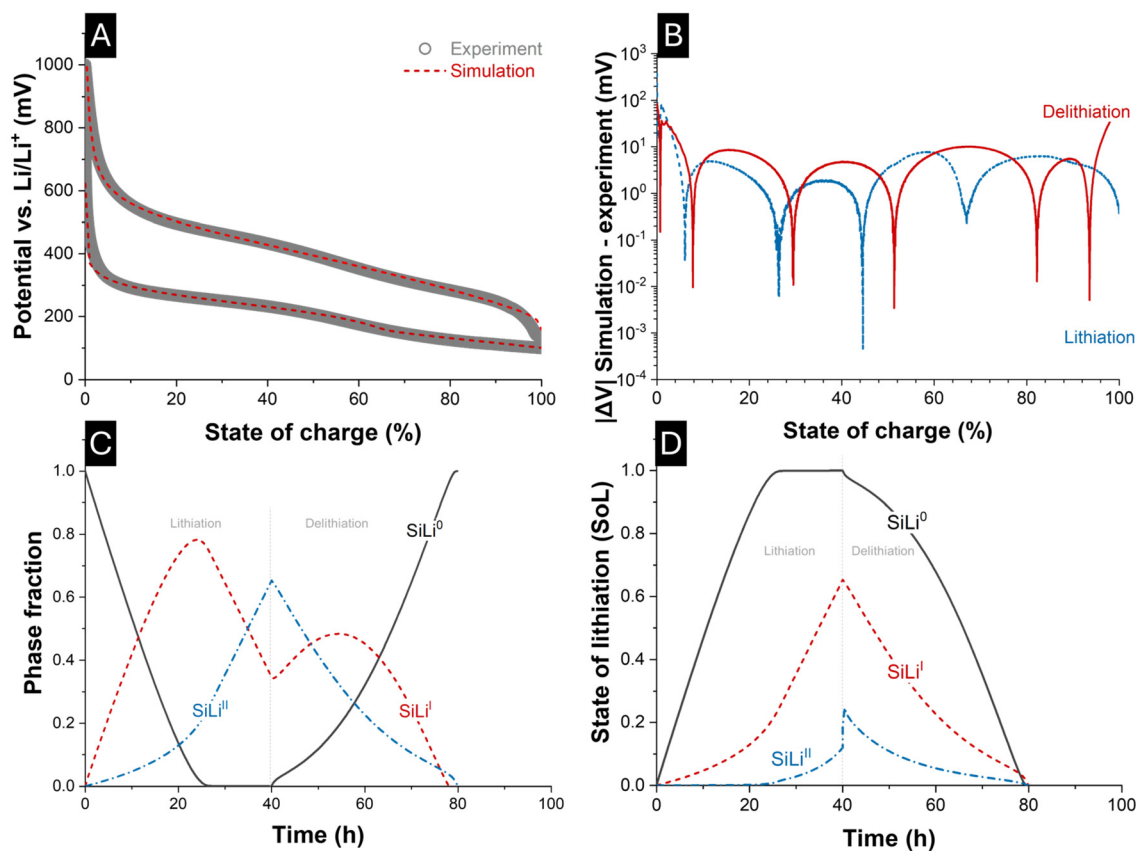 A
Experiment
Simulation
Potential vs. Li/Li⁺ (mV)
1000
800
600
400
200
0
0
20
40
60
80
100
State of charge (%)
B
|ΔV| Simulation - experiment (mV)
10³
10²
10¹
10⁰
10⁻¹
10⁻²
10⁻³
10⁻⁴
Delithiation
Lithiation
0
20
40
60
80
100
State of charge (%)
C
Phase fraction
1.0
0.8
0.6
0.4
0.2
0.0
Lithiation
Delithiation
SiLi⁰
SiLiᴵᴵ
SiLiᴵ
0
20
40
60
80
100
Time (h)
D
State of lithiation (SoL)
1.0
0.8
0.6
0.4
0.2
0.0
SiLi⁰
Lithiation
Delithiation
SiLiᴵ
SiLiᴵᴵ
0
20
40
60
80
100
Time (h)